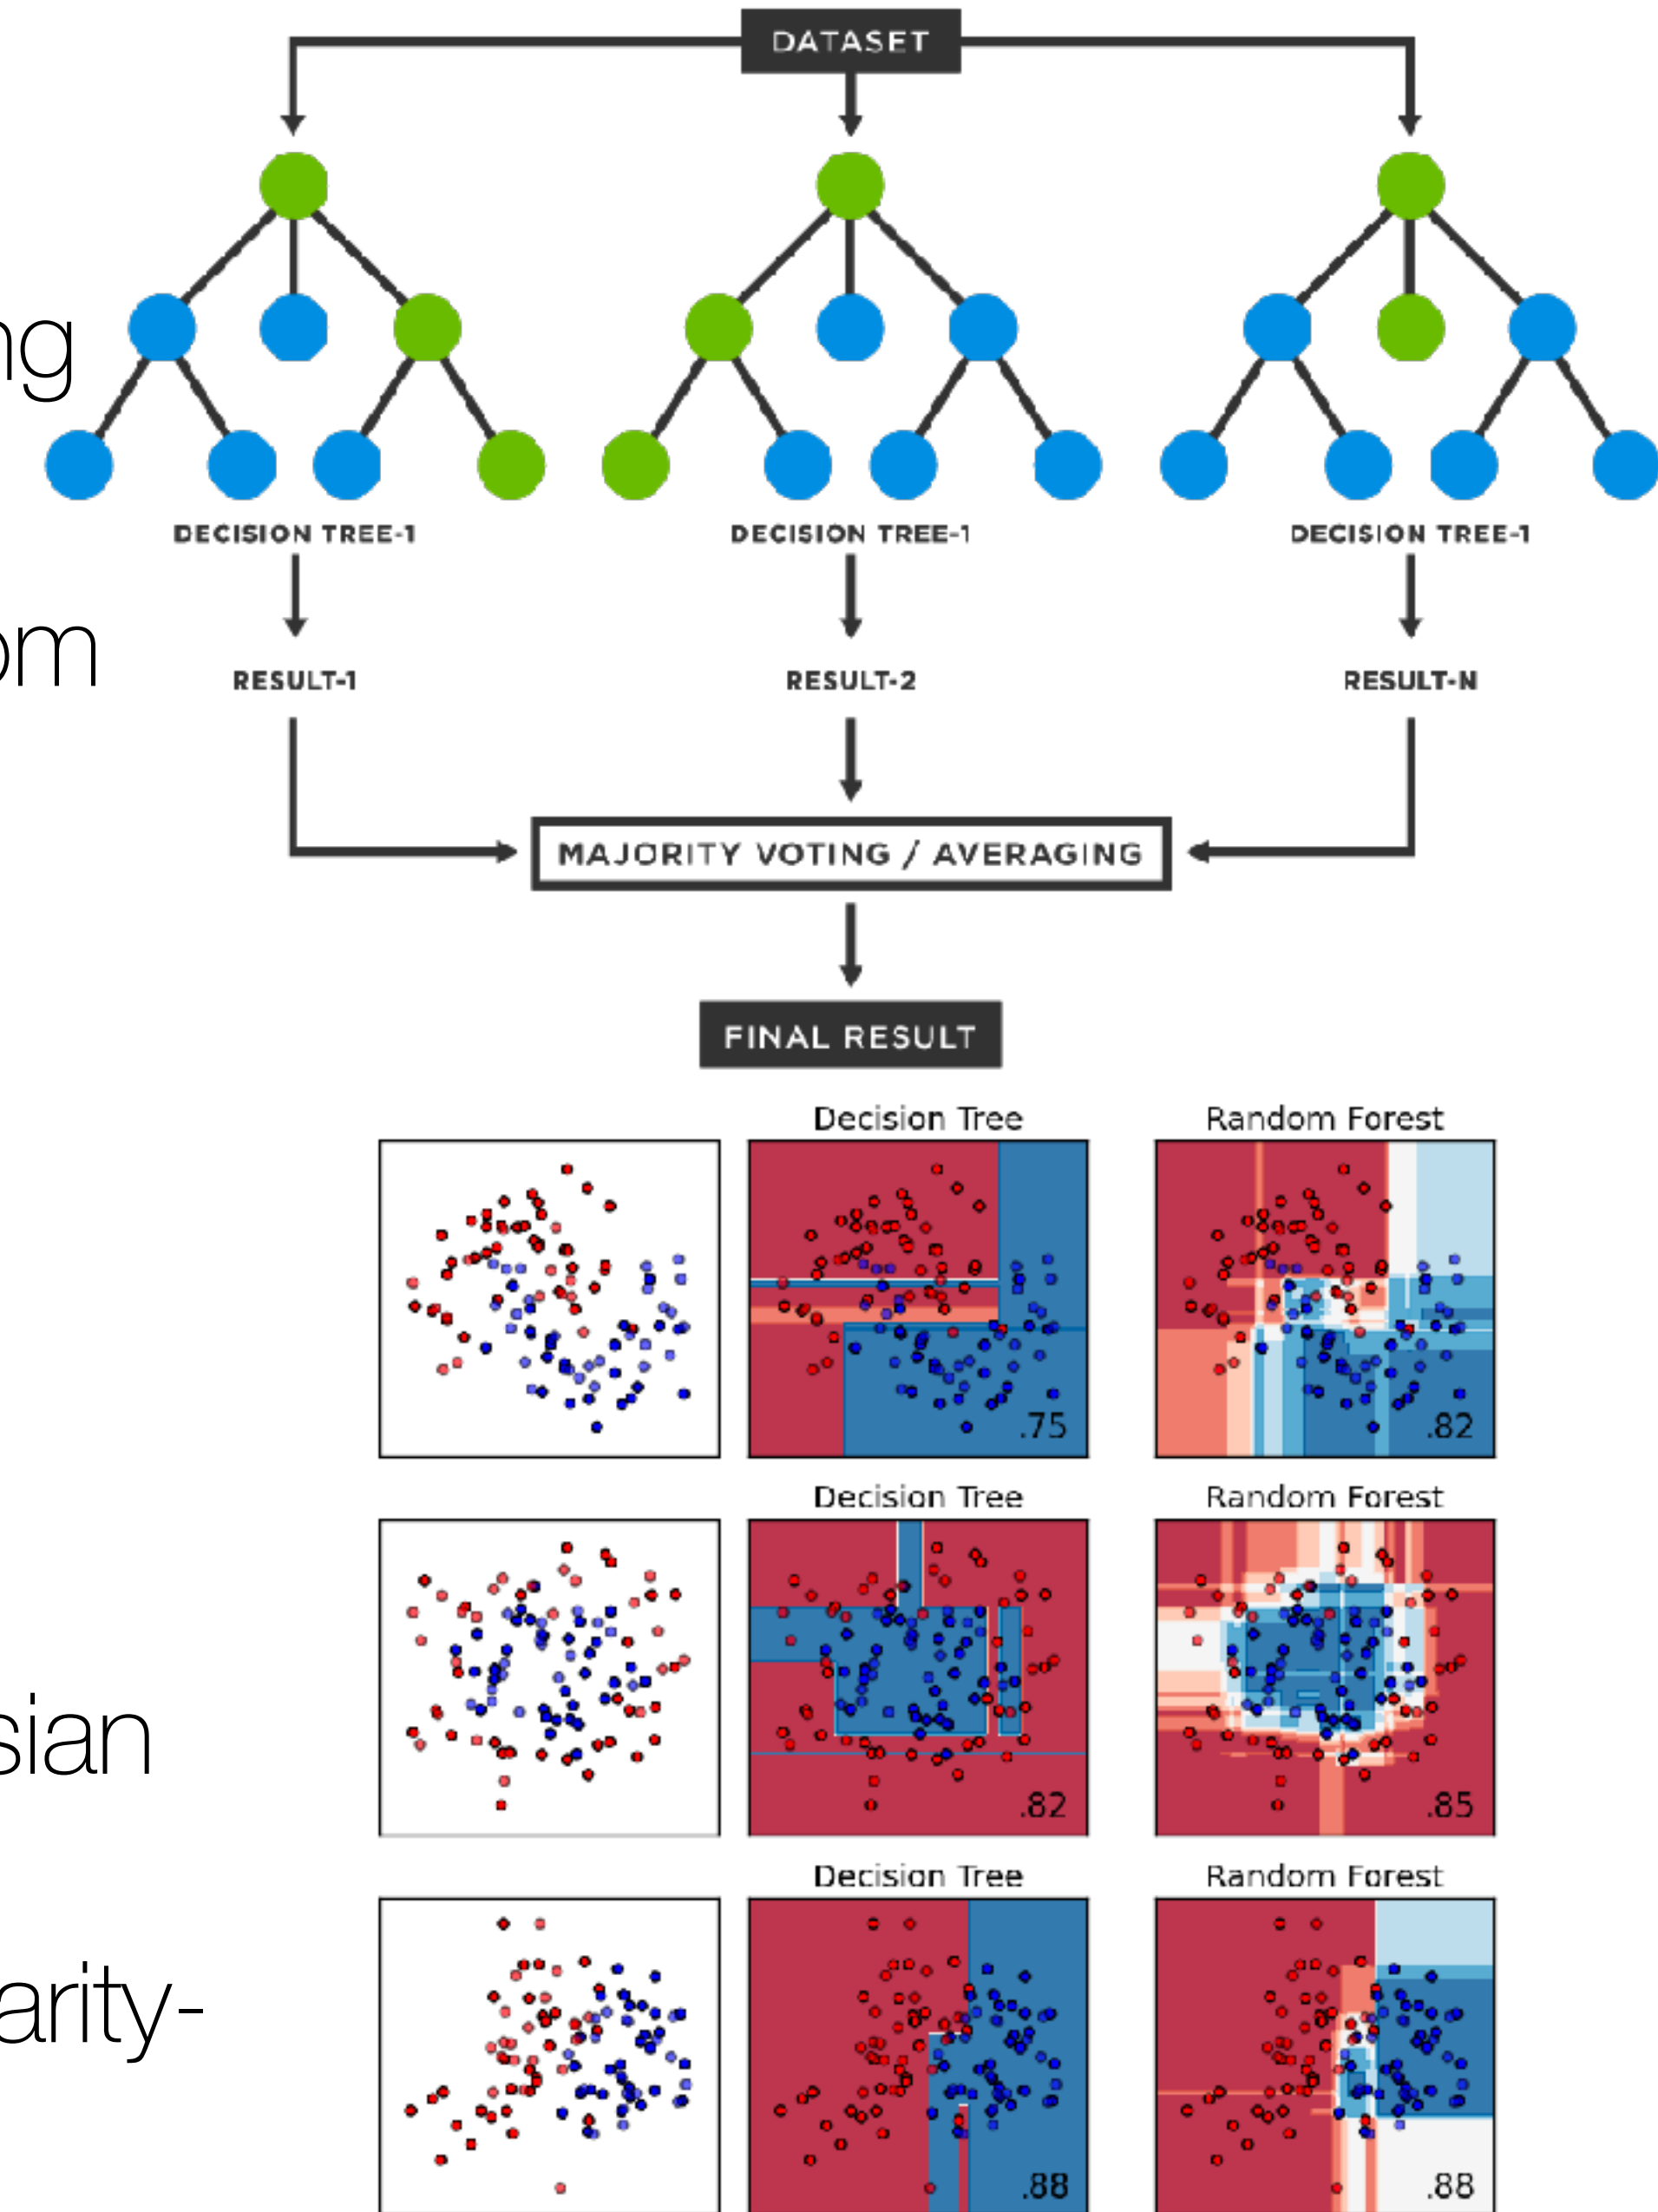 DATASET
ng
DECISION TREE-1 DECISION TREE-1 DECISION TREE-1
om
RESULT-1 RESULT-2 RESULT-N
MAJORITY VOTING / AVERAGING
FINAL RESULT
Decision Tree Random Forest
.75 .82
Decision Tree Random Forest
sian
.82 .85
Decision Tree Random Forest
arity-
.88 .88